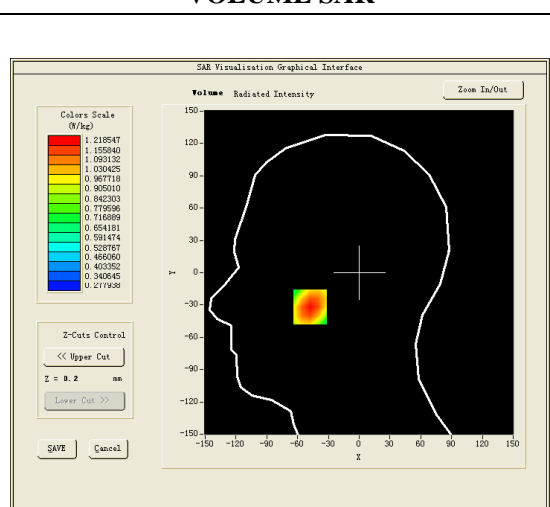 VOLUME SAR
SAR Visualisation Graphical Interface
Volume Radiated Intensity
Zoom In/Out
Colors Scale
(W/kg)
1.218547
1.155840
1.093132
1.030425
0.967718
0.905010
0.842303
0.779596
0.716889
0.654181
0.591474
0.528767
0.466060
0.403352
0.340645
0.277938
Z-Cuts Control
<< Upper Cut
Z = 0.2 mm
Lower Cut >>
SAVE Cancel
150
120
90
60
30
0
-30
-60
-90
-120
-150
Y
-150 -120 -90 -60 -30 0 30 60 90 120 150
X